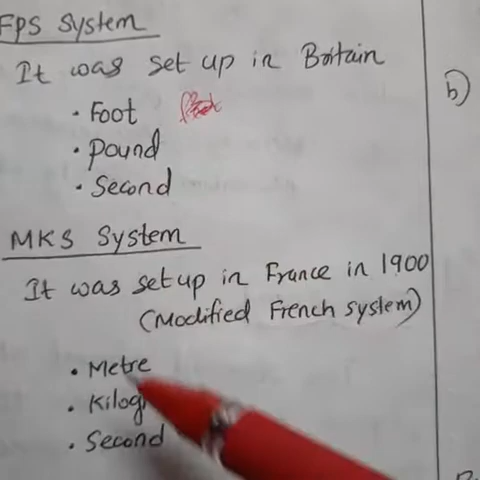 FPS System
It was set up in Britain
• Foot
• Pound
• Second
b)
MKS System
It was set up in France in 1900
(Modified French system)
• Metre
• Kilog
• Second